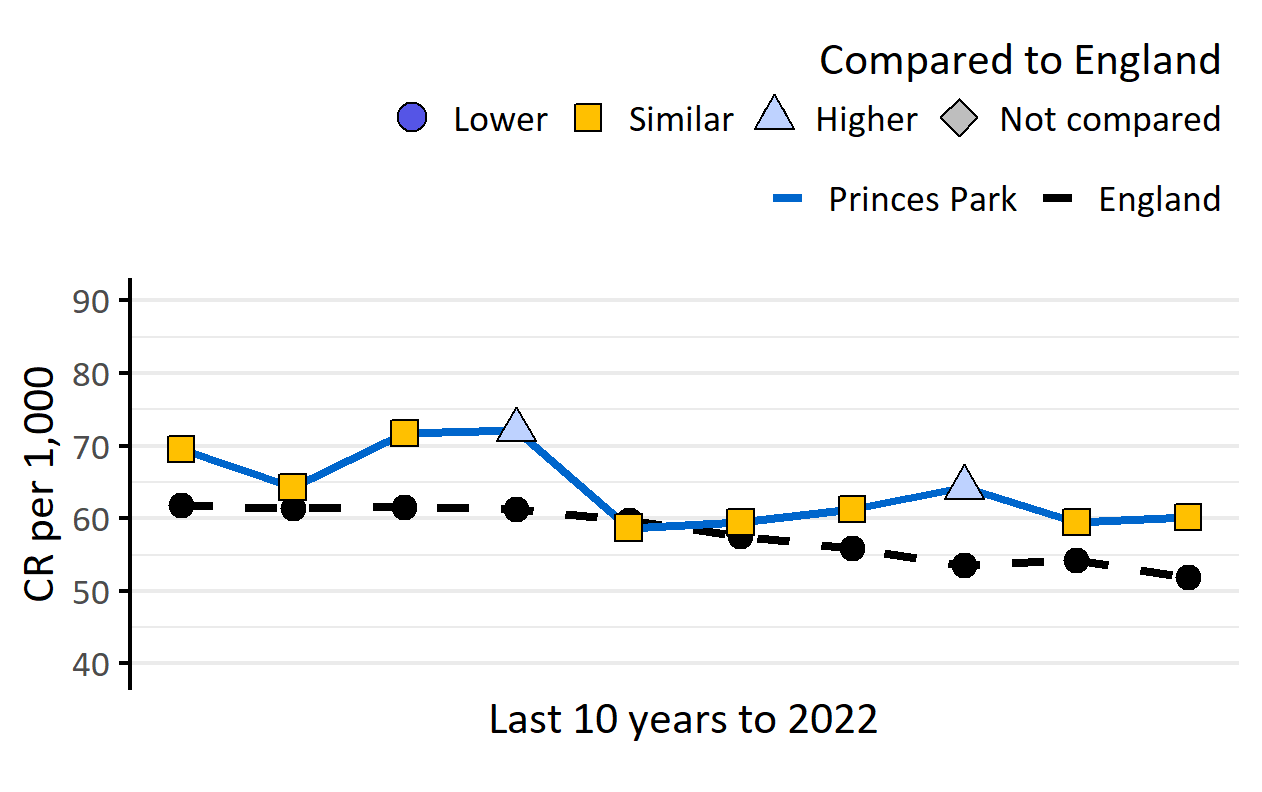 Compared to England
Lower Similar Higher Not compared
Princes Park England
90
80
70
60
50
40
CR per 1,000
Last 10 years to 2022